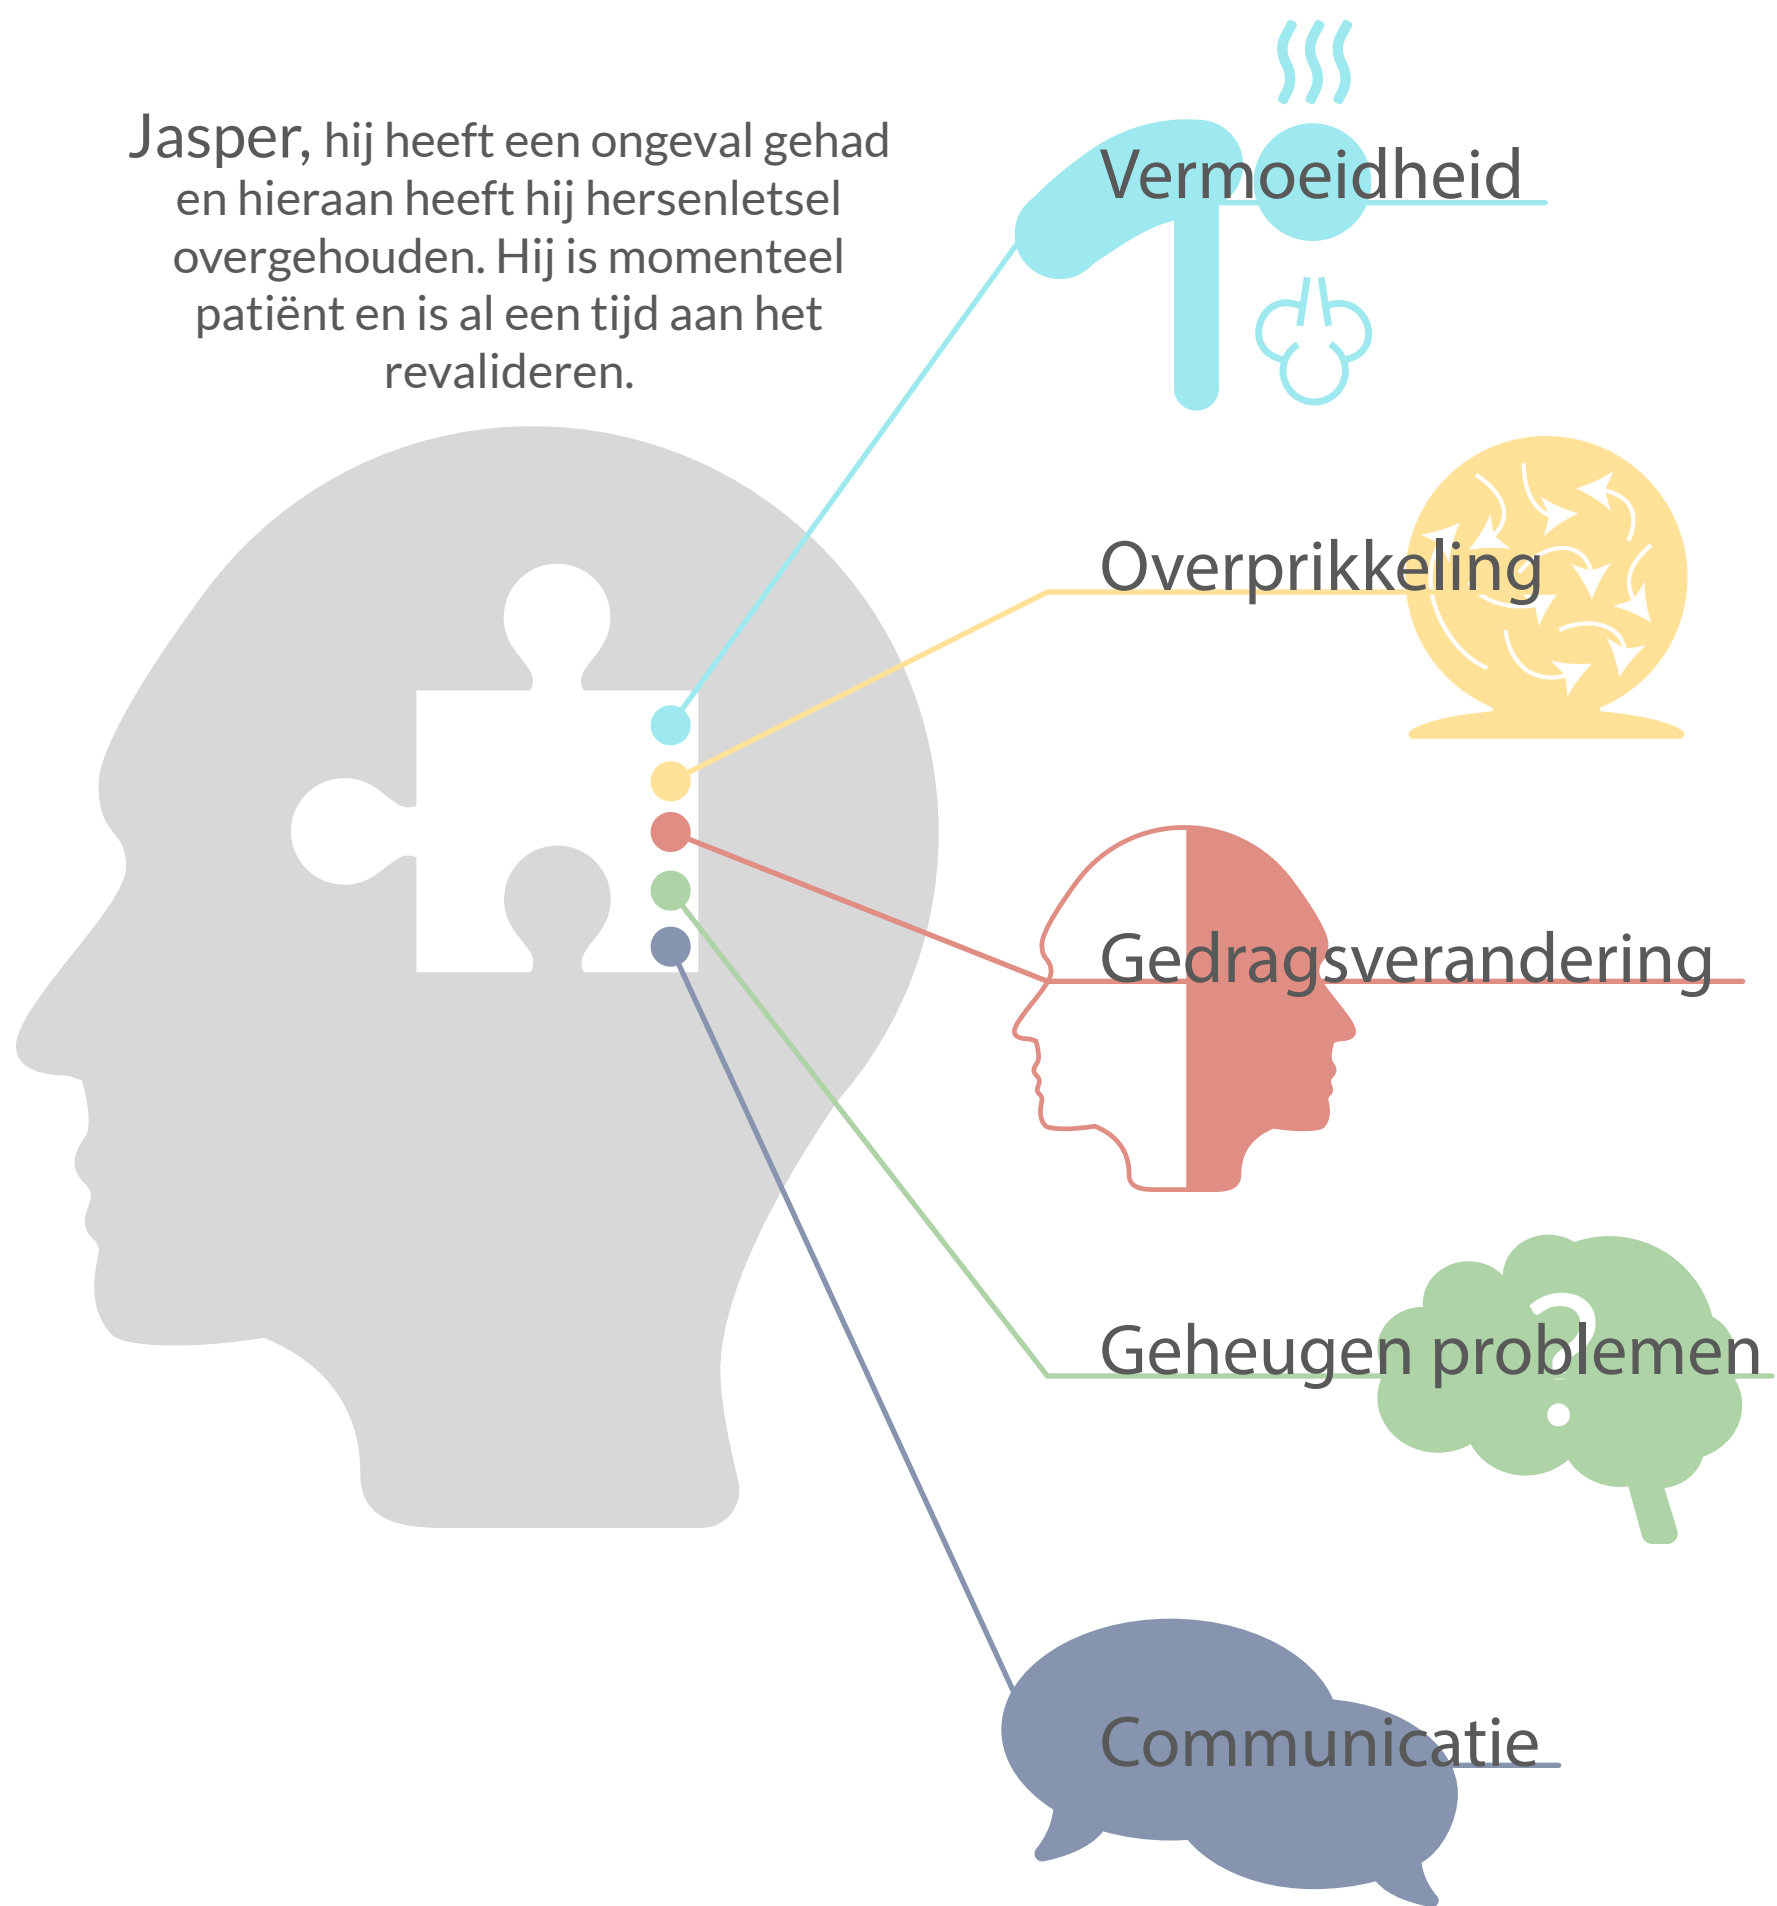 Jasper, hij heeft een ongeval gehad
en hieraan heeft hij hersenletsel
overgehouden. Hij is momenteel
patiënt en is al een tijd aan het
revalideren.
Vermoeidheid
Overprikkeling
Gedragsverandering
?
Geheugen problemen
Communicatie